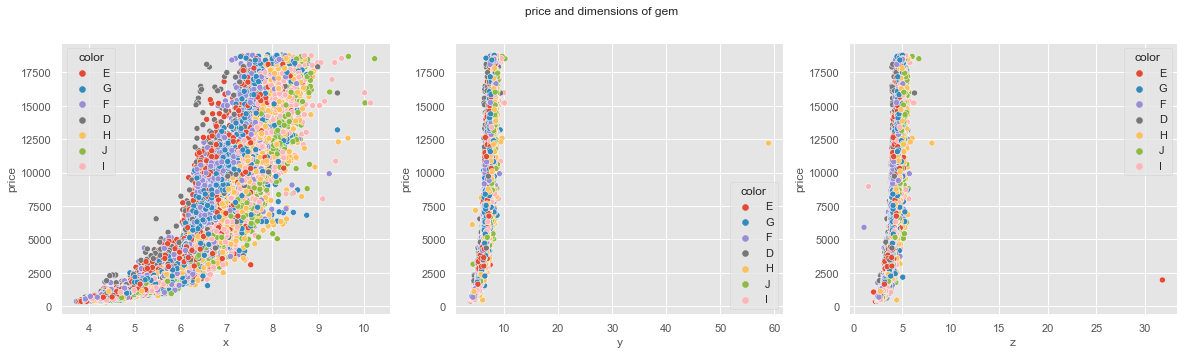 price and dimensions of gem
color
E
G
F
D
H
J
I
17500
15000
12500
10000
7500
5000
2500
0
price
4 5 6 7 8 9 10
x
color
E
G
F
D
H
J
I
17500
15000
12500
10000
7500
5000
2500
0
price
0 10 20 30 40 50 60
y
color
E
G
F
D
H
J
I
17500
15000
12500
10000
7500
5000
2500
0
price
0 5 10 15 20 25 30
z